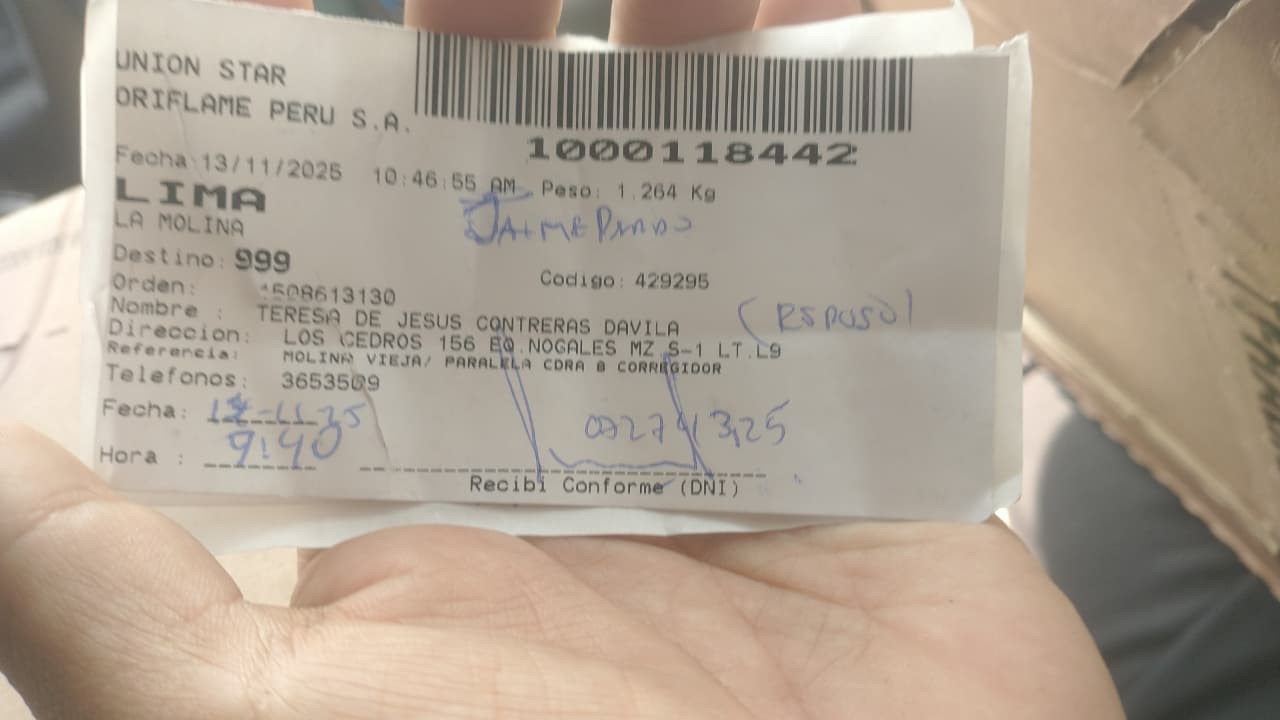 UNION STAR
ORIFLAME PERU S.A.
1000118442
Fecha 13/11/2025 10:46:55 AM Peso: 1.264 Kg
LIMA
LA MOLINA
Jaime Prado
Destino: 999
Codigo: 429295
Orden: 1508613130
Nombre : TERESA DE JESUS CONTRERAS DAVILA
(ESPOSO)
Direccion: LOS CEDROS 156 EQ.NOGALES MZ S-1 LT.L9
Referencia: MOLINA VIEJA/ PARALELA CDRA 8 CORREGIDOR
Telefonos: 3653509
Fecha:
Hora : 9:40
Recibi Conforme (DNI)